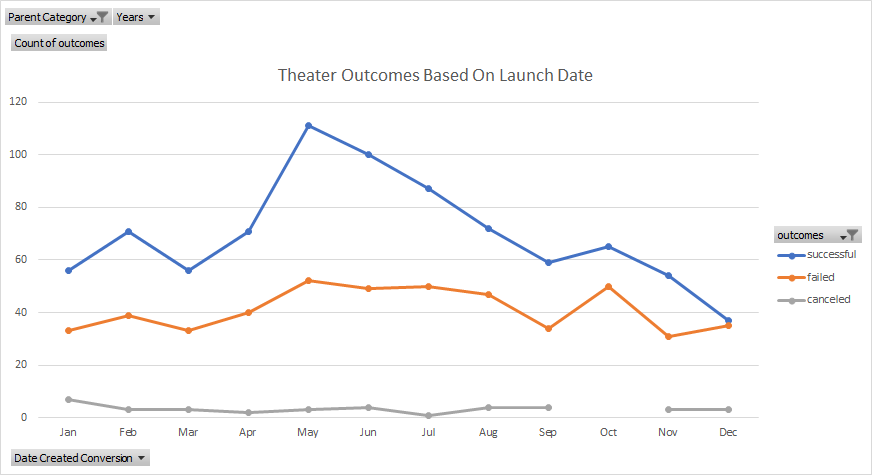 Parent Category Years
Count of outcomes
Theater Outcomes Based On Launch Date
120
100
80
60
40
20
0
Jan Feb Mar Apr May Jun Jul Aug Sep Oct Nov Dec
outcomes
successful
failed
canceled
Date Created Conversion